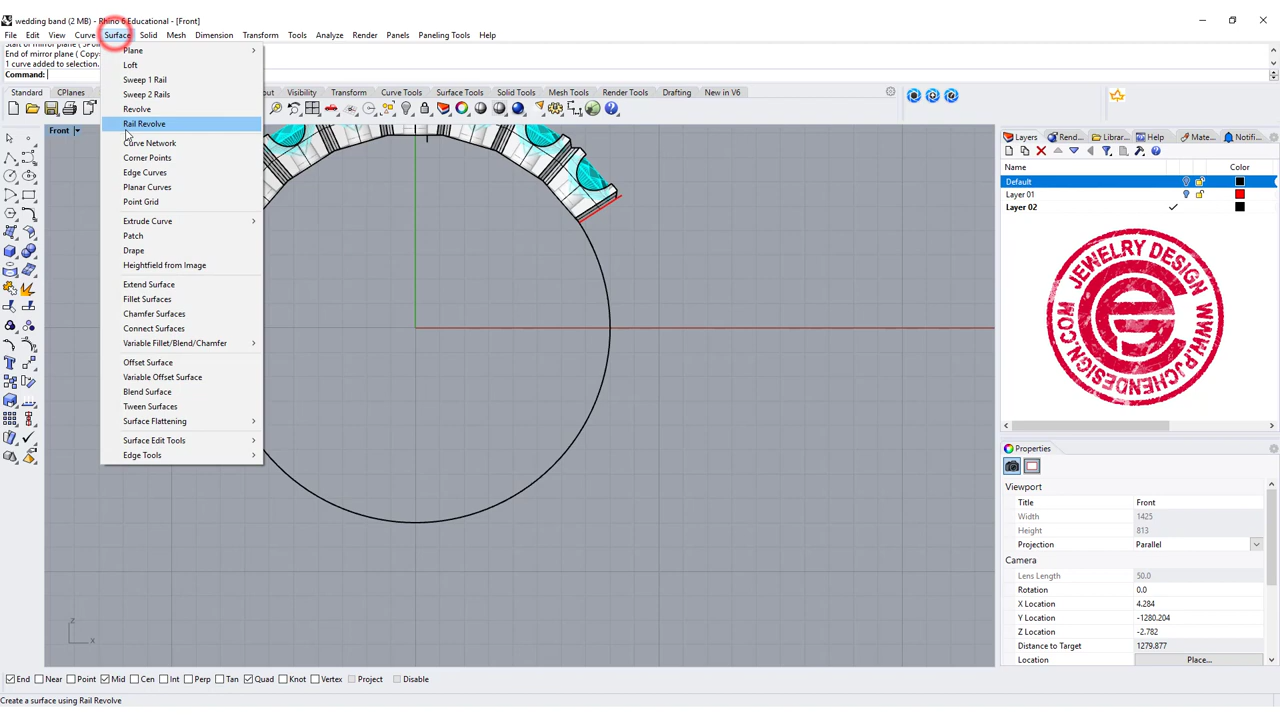 wedding band (2 MB) - Rhino 6 Educational - [Front]
File Edit View Curve Surface Solid Mesh Dimension Transform Tools Analyze Render Panels Paneling Tools Help
End of mirror plane ( Copy=
1 curve added to selection.
Command:
Standard CPlanes Visibility Transform Curve Tools Surface Tools Solid Tools Mesh Tools Render Tools Drafting New in V6
Front
Plane
Loft
Sweep 1 Rail
Sweep 2 Rails
Revolve
Rail Revolve
Curve Network
Corner Points
Edge Curves
Planar Curves
Point Grid
Extrude Curve
Patch
Drape
Heightfield from Image
Extend Surface
Fillet Surfaces
Chamfer Surfaces
Connect Surfaces
Variable Fillet/Blend/Chamfer
Offset Surface
Variable Offset Surface
Blend Surface
Tween Surfaces
Surface Flattening
Surface Edit Tools
Edge Tools
z
x
Layers Rend... Librar... Help Mate... Notifi...
Name Color
Default
Layer 01
Layer 02
JEWELRY DESIGN
WWW.PJCHENDESIGN.COM
Properties
Viewport
Title Front
Width 1425
Height 813
Projection Parallel
Camera
Lens Length 50.0
Rotation 0.0
X Location 4.284
Y Location -1280.204
Z Location -2.782
Distance to Target 1279.877
Location Place...
End Near Point Mid Cen Int Perp Tan Quad Knot Vertex Project Disable
Create a surface using Rail Revolve